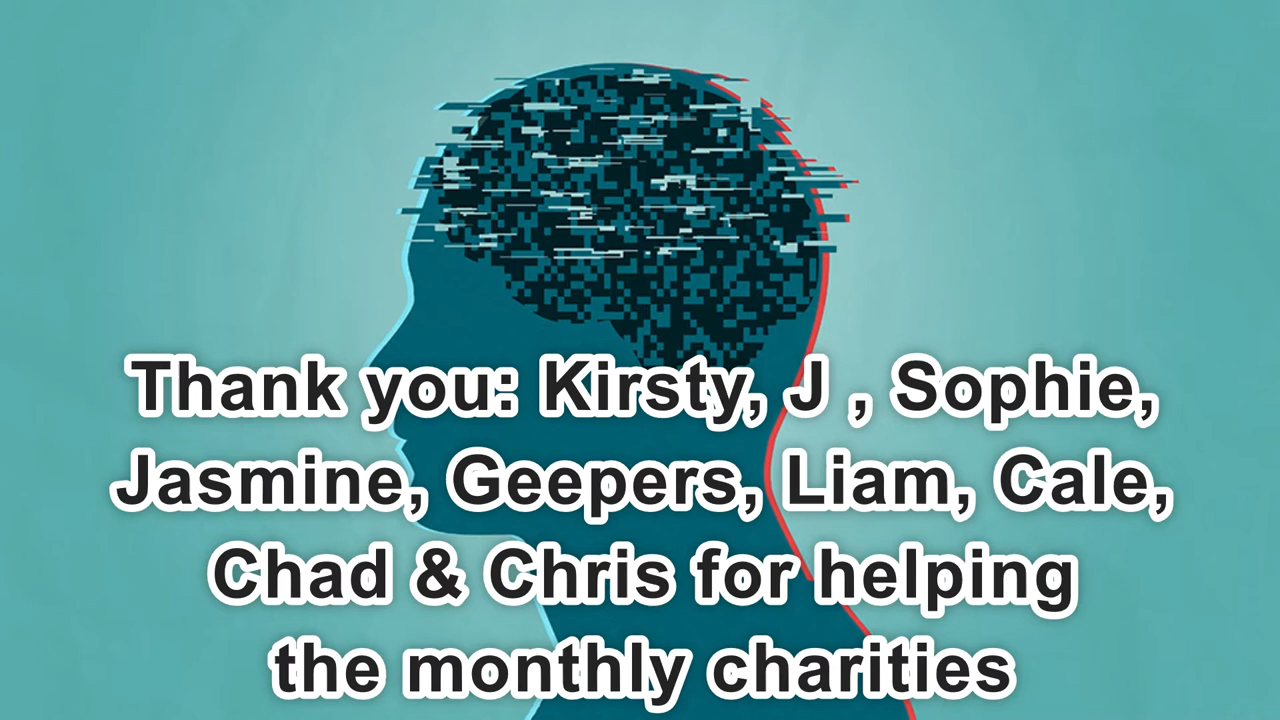 Thank you: Kirsty, J , Sophie,
Jasmine, Geepers, Liam, Cale,
Chad & Chris for helping
the monthly charities